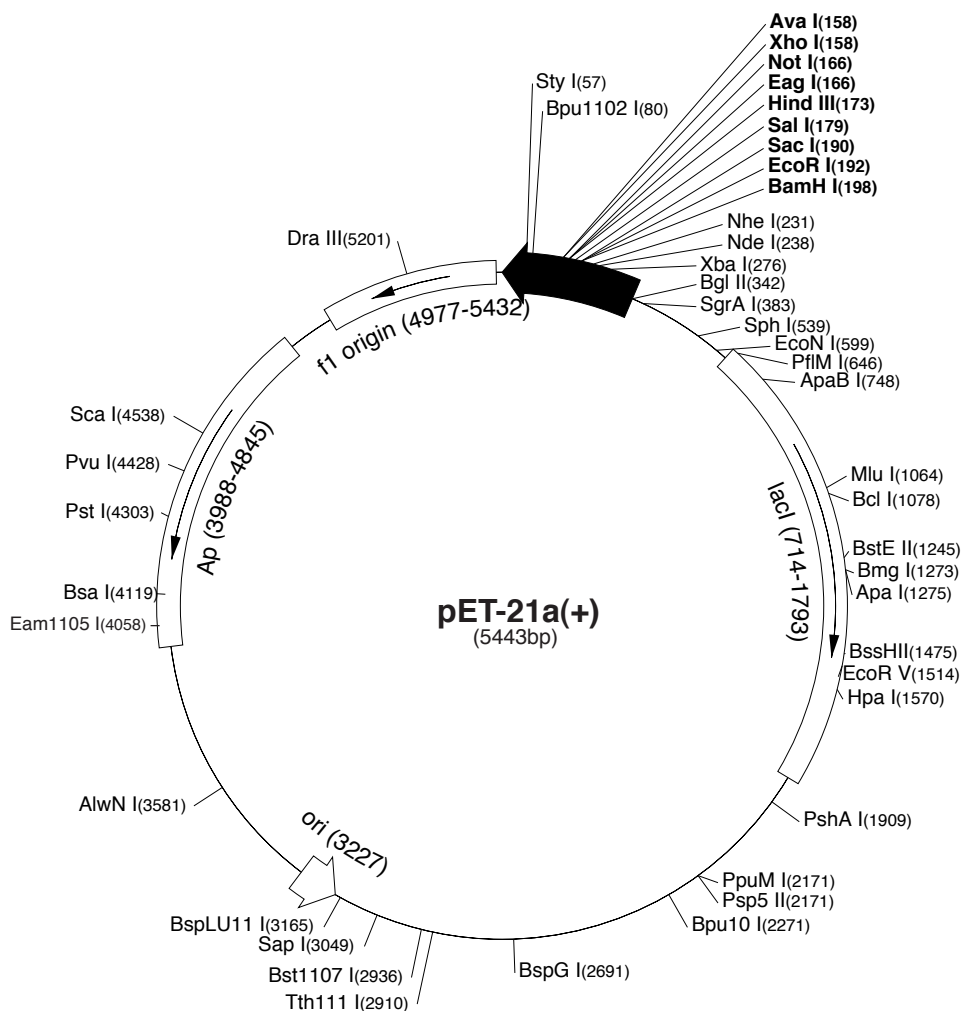 Ava I(158)
Xho I(158)
Not I(166)
Eag I(166)
Hind III(173)
Sal I(179)
Sac I(190)
EcoR I(192)
BamH I(198)
Sty I(57)
Bpu1102 I(80)
Nhe I(231)
Nde I(238)
Xba I(276)
Bgl II(342)
SgrA I(383)
Sph I(539)
EcoN I(599)
PflM I(646)
ApaB I(748)
Dra III(5201)
f1 origin (4977-5432)
Sca I(4538)
Pvu I(4428)
Pst I(4303)
Bsa I(4119)
Eam1105 I(4058)
Ap (3988-4845)
lacI (714-1793)
Mlu I(1064)
Bcl I(1078)
BstE II(1245)
Bmg I(1273)
Apa I(1275)
BssHII(1475)
EcoR V(1514)
Hpa I(1570)
pET-21a(+)
(5443bp)
AlwN I(3581)
ori (3227)
PshA I(1909)
PpuM I(2171)
Psp5 II(2171)
Bpu10 I(2271)
BspLU11 I(3165)
Sap I(3049)
Bst1107 I(2936)
Tth111 I(2910)
BspG I(2691)